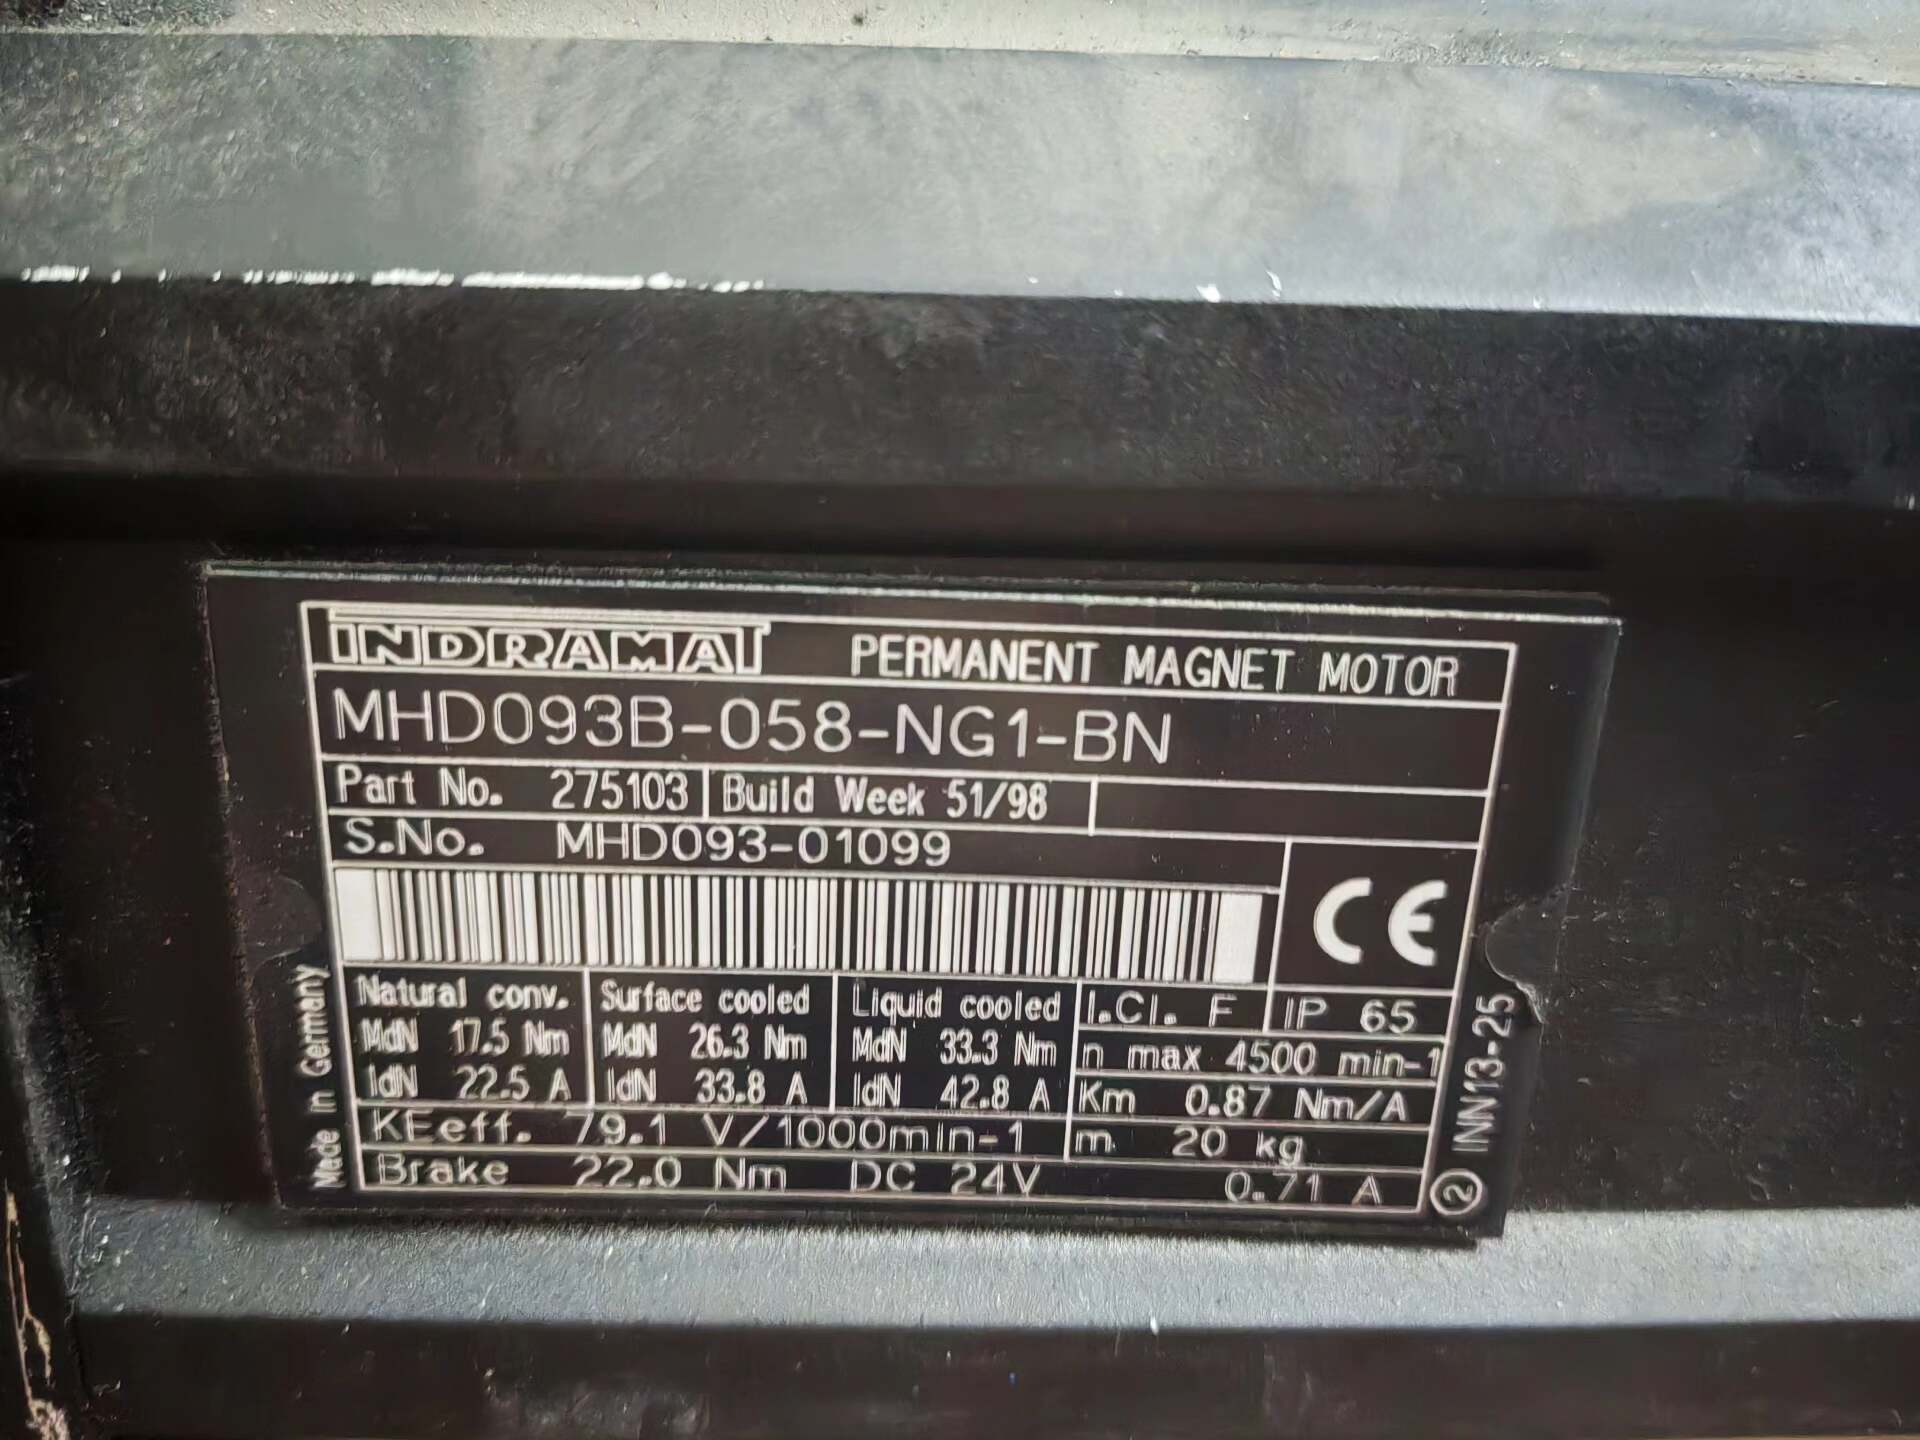 INDRAMAT PERMANENT MAGNET MOTOR
MHD093B-058-NG1-BN
Part No. 275103 Build Week 51/98
S.No. MHD093-01099
CE
Natural conv. Surface cooled Liquid cooled I.Cl. F IP 65
MdN 17.5 Nm MdN 26.3 Nm MdN 33.3 Nm n max 4500 min-1
IdN 22.5 A IdN 33.8 A IdN 42.8 A Km 0.87 Nm/A
KEeff. 79.1 V/1000min-1 m 20 kg
Brake 22.0 Nm DC 24V 0.71 A
Made in Germany
2 INN13-25